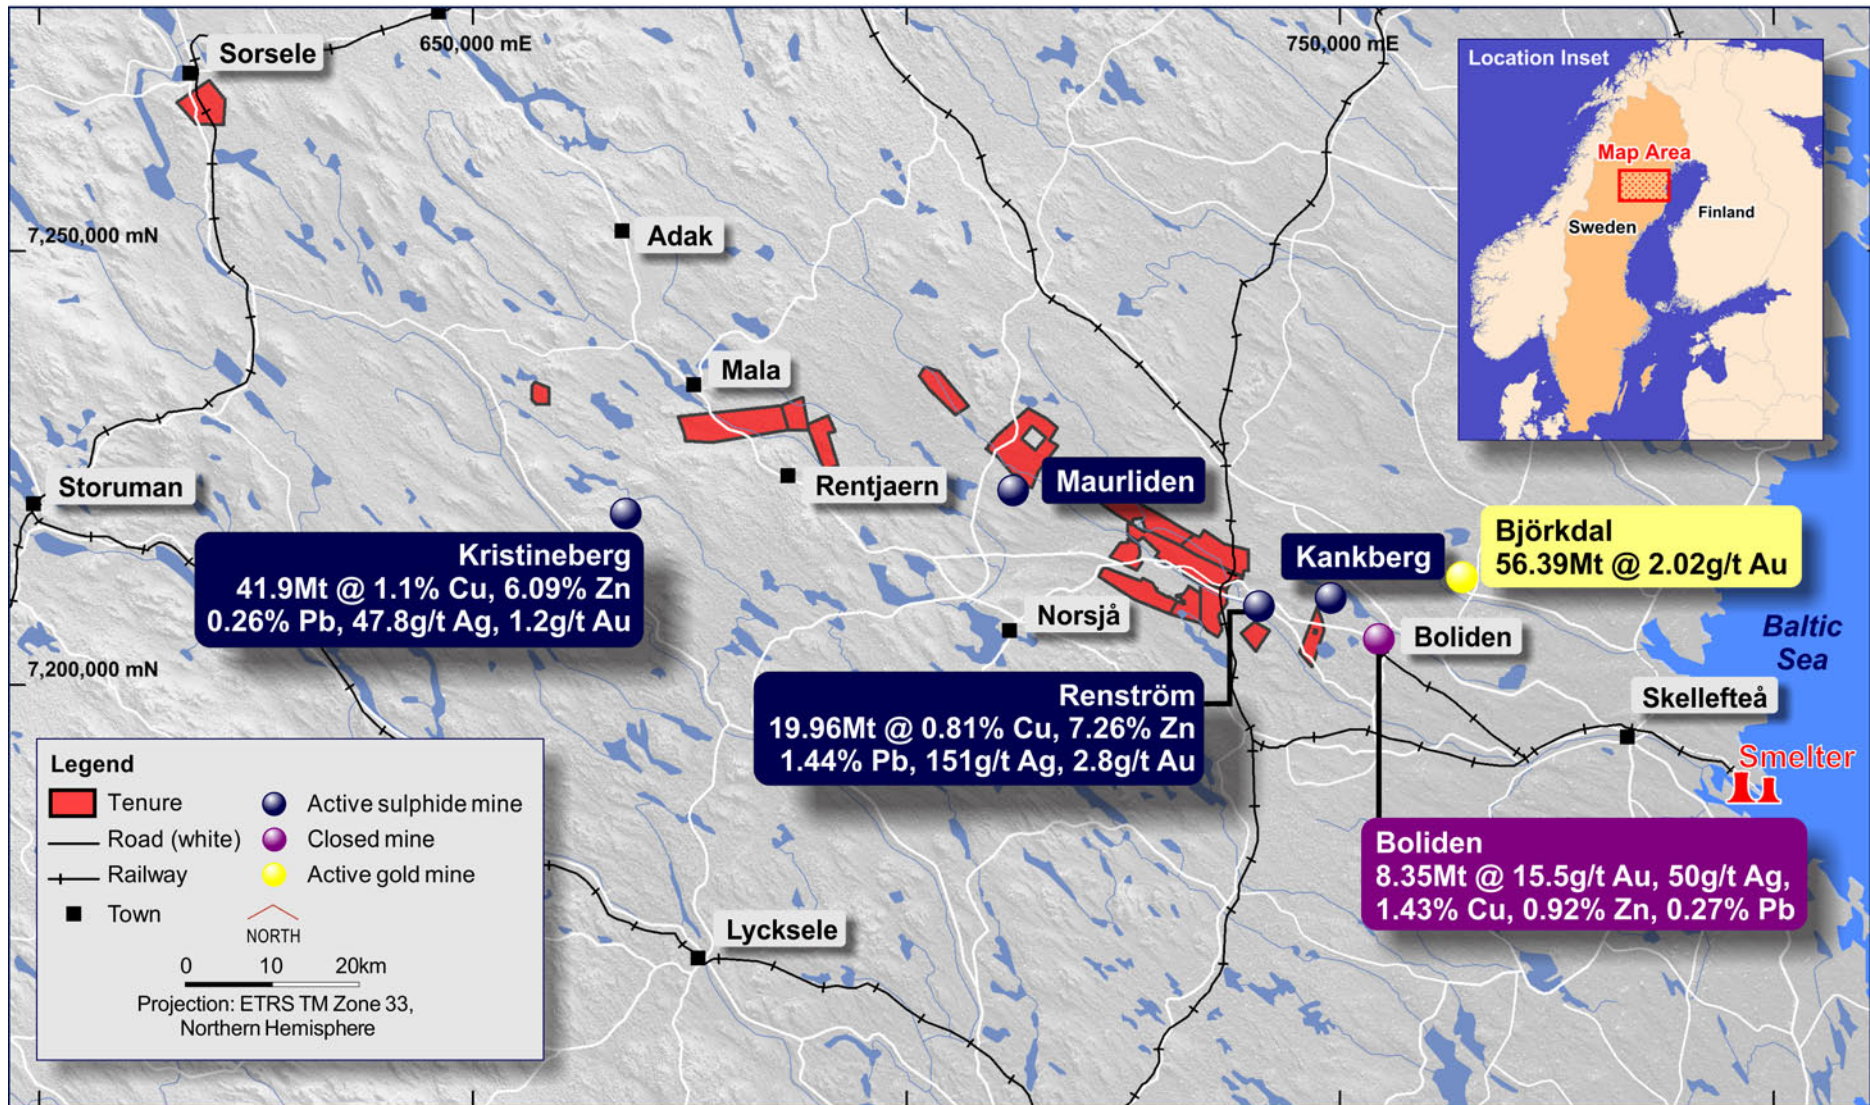 650,000 mE
750,000 mE
Sorsele
Location Inset
Map Area
Sweden
Finland
7,250,000 mN
Adak
Mala
Storuman
Rentjaern
Maurliden
Kristineberg
41.9Mt @ 1.1% Cu, 6.09% Zn
0.26% Pb, 47.8g/t Ag, 1.2g/t Au
Kankberg
Björkdal
56.39Mt @ 2.02g/t Au
Norsjå
Boliden
Baltic
Sea
7,200,000 mN
Renström
19.96Mt @ 0.81% Cu, 7.26% Zn
1.44% Pb, 151g/t Ag, 2.8g/t Au
Skellefteå
Smelter
Boliden
8.35Mt @ 15.5g/t Au, 50g/t Ag,
1.43% Cu, 0.92% Zn, 0.27% Pb
Lycksele
Legend
Tenure
Active sulphide mine
Road (white)
Closed mine
Railway
Active gold mine
Town
NORTH
0 10 20km
Projection: ETRS TM Zone 33,
Northern Hemisphere